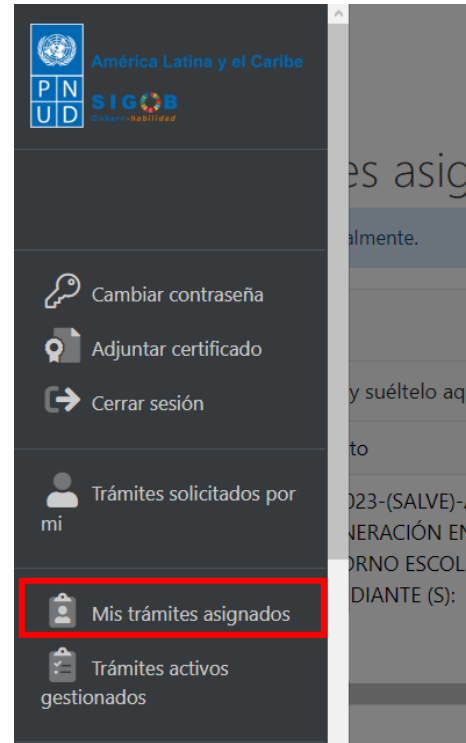 América Latina y el Caribe
P N
U D
SIGOB
Gobern-habilidad
es asig
almente.
Cambiar contraseña
Adjuntar certificado
y suéltelo aq
Cerrar sesión
to
Trámites solicitados por
mi
023-(SALVE)-
NERACIÓN EN
ORNO ESCOL
DIANTE (S):
Mis trámites asignados
Trámites activos
gestionados